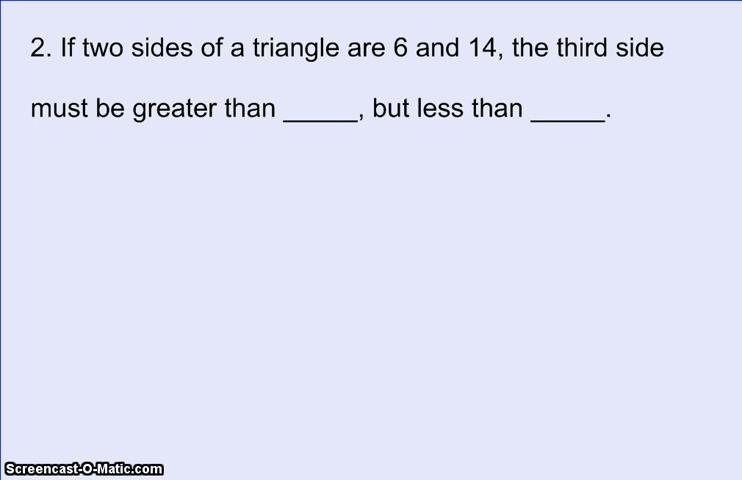 2. If two sides of a triangle are 6 and 14, the third side
must be greater than _____, but less than _____.
Screencast-O-Matic.com